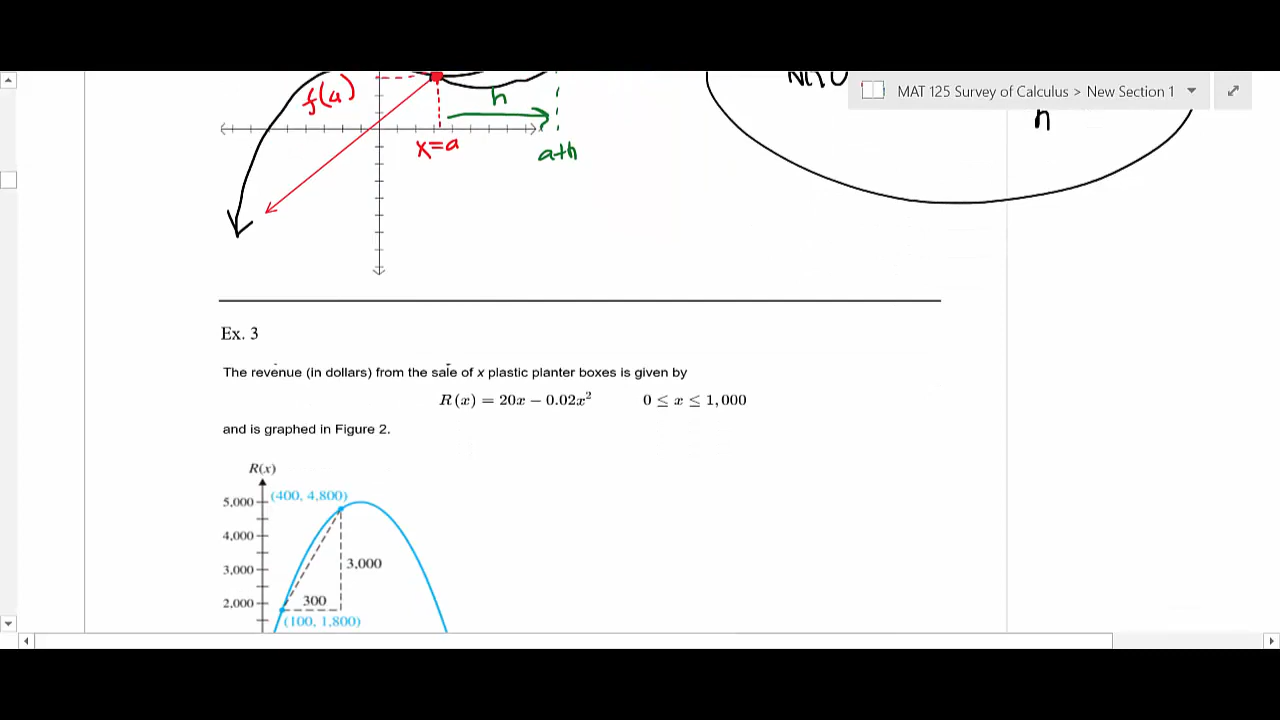 f(a)
h
x=a
a+h
h
MAT 125 Survey of Calculus > New Section 1
Ex. 3
The revenue (in dollars) from the sale of x plastic planter boxes is given by
R(x) = 20x − 0.02x² 0 ≤ x ≤ 1,000
and is graphed in Figure 2.
R(x)
(400, 4,800)
5,000
4,000
3,000
3,000
300
2,000
(100, 1,800)